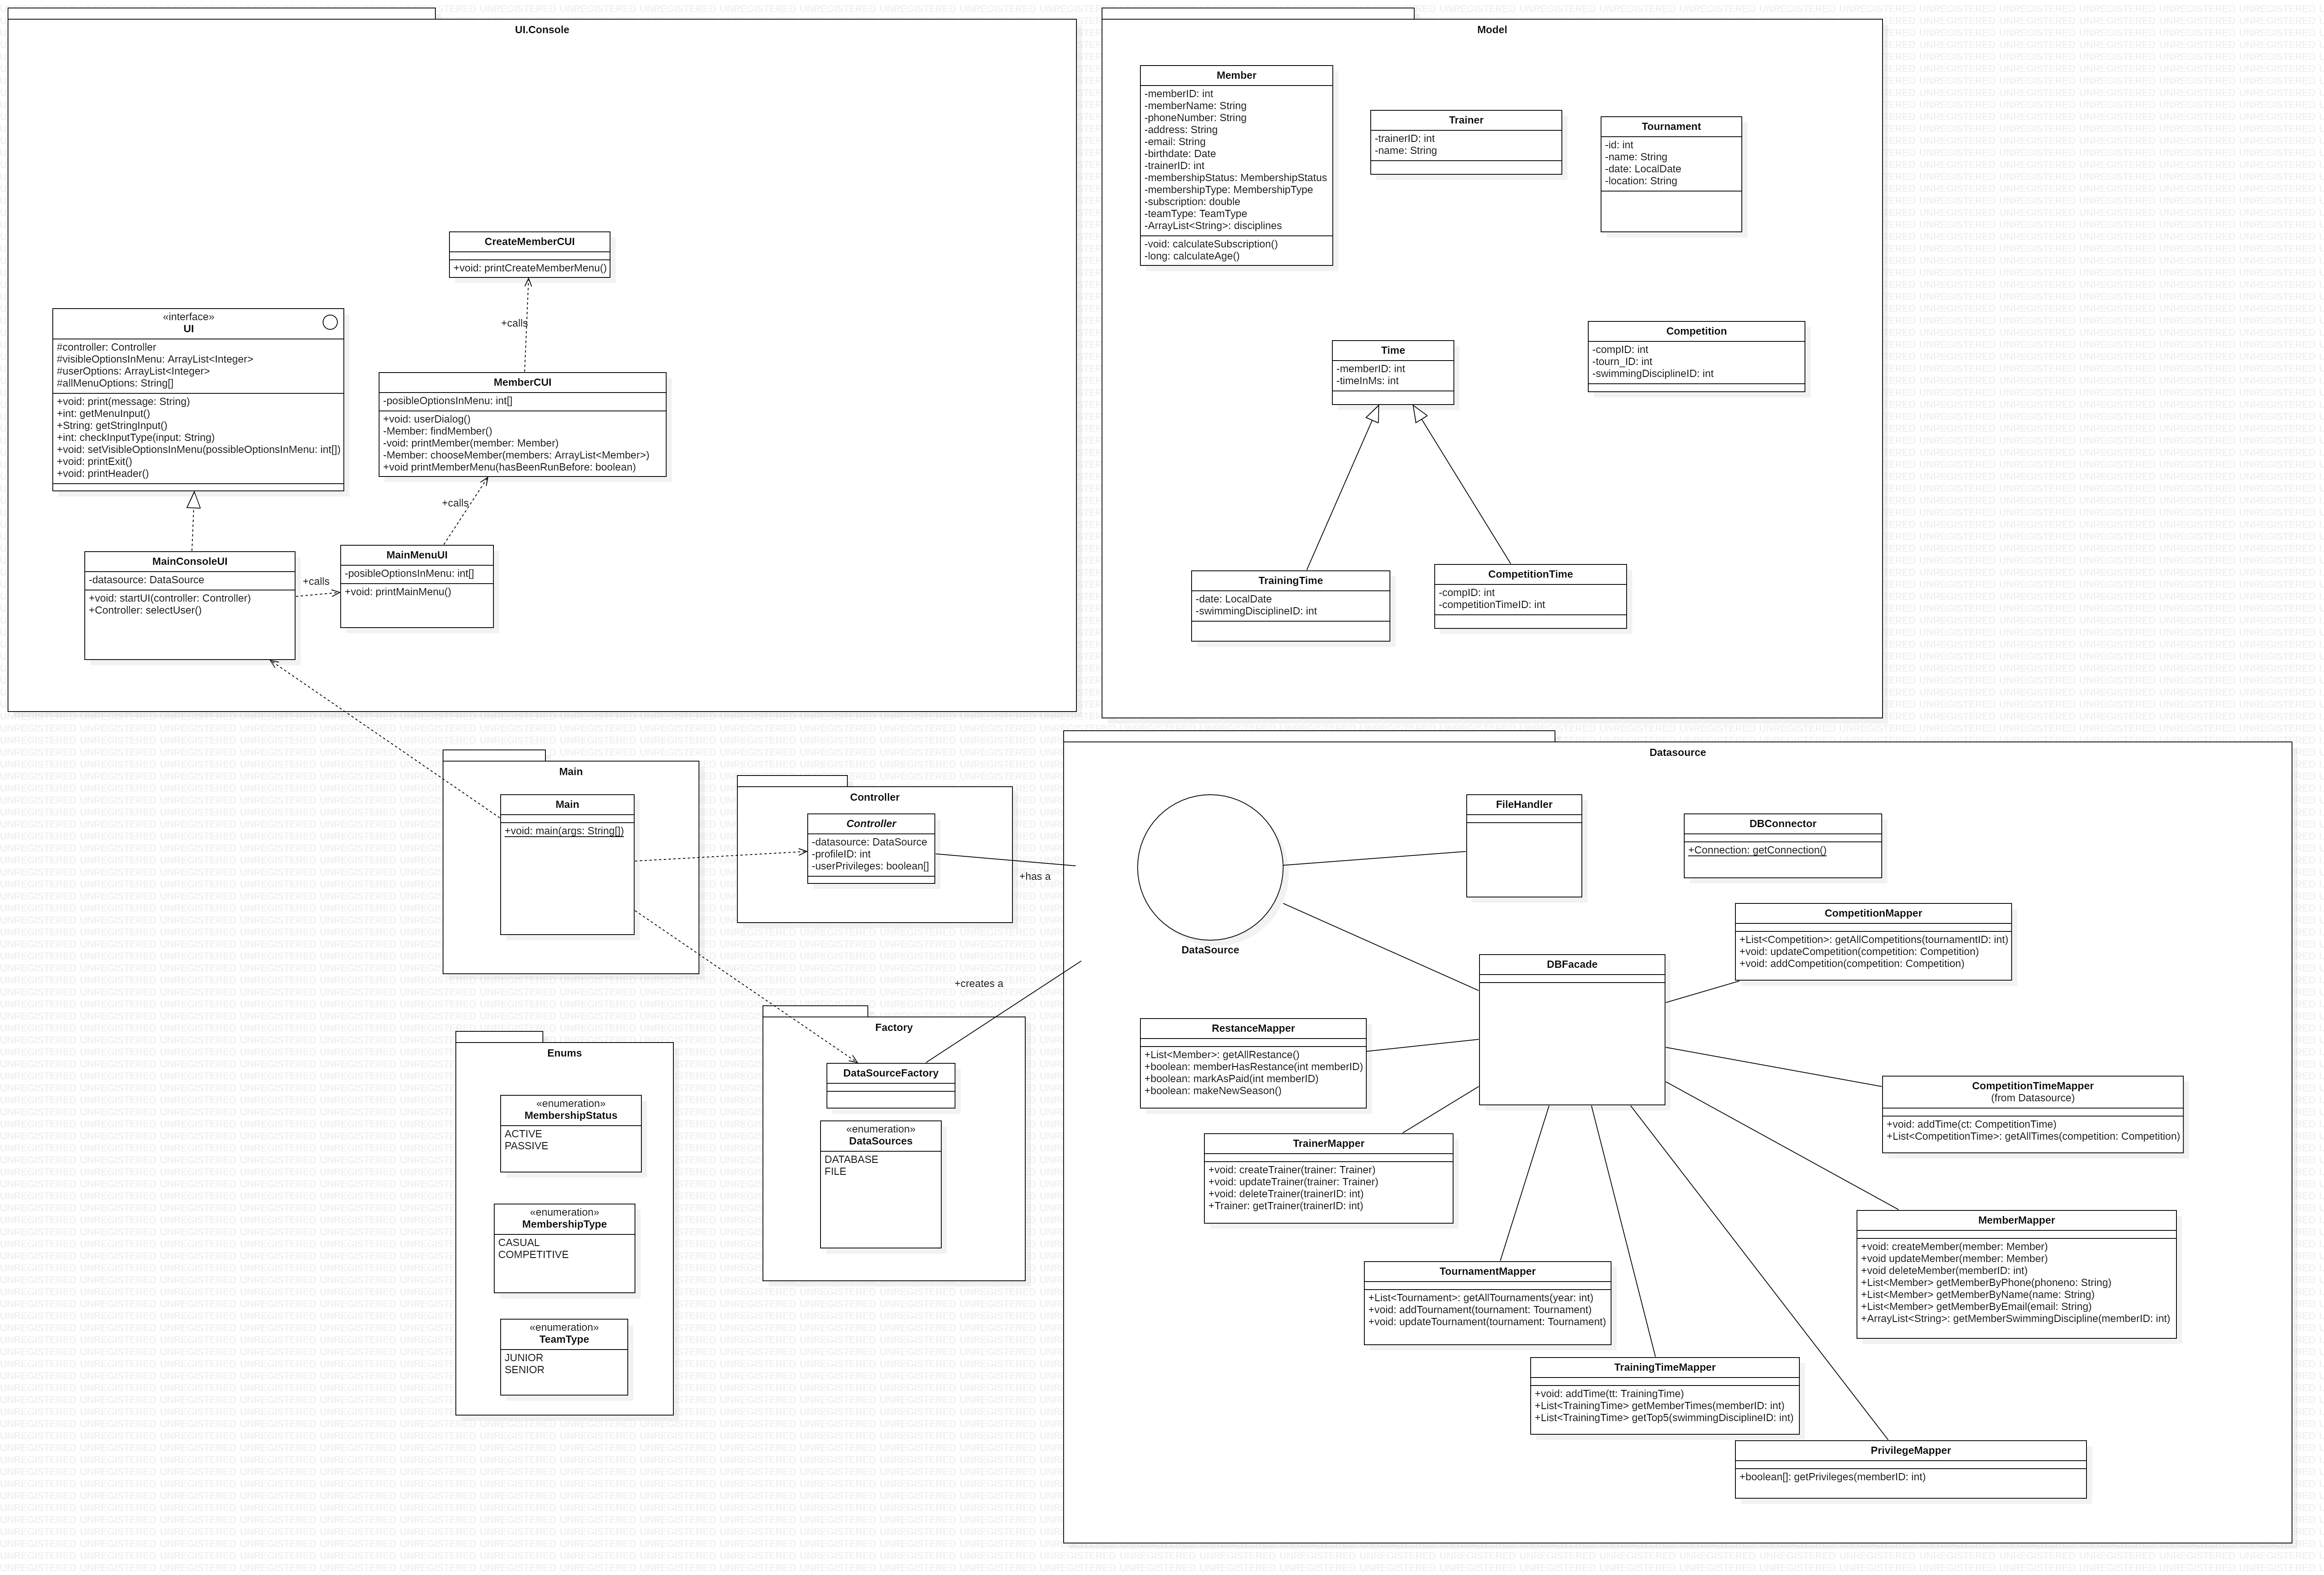 UI.Console
CreateMemberCUI
+void: printCreateMemberMenu()
+calls
«interface»
UI
#controller: Controller
#visibleOptionsInMenu: ArrayList<Integer>
#userOptions: ArrayList<Integer>
#allMenuOptions: String[]
+void: print(message: String)
+int: getMenuInput()
+String: getStringInput()
+int: checkInputType(input: String)
+void: setVisibleOptionsInMenu(possibleOptionsInMenu: int[])
+void: printExit()
+void: printHeader()
MemberCUI
-posibleOptionsInMenu: int[]
+void: userDialog()
-Member: findMember()
-void: printMember(member: Member)
-Member: chooseMember(members: ArrayList<Member>)
+void printMemberMenu(hasBeenRunBefore: boolean)
+calls
MainConsoleUI
-datasource: DataSource
+void: startUI(controller: Controller)
+Controller: selectUser()
+calls
MainMenuUI
-posibleOptionsInMenu: int[]
+void: printMainMenu()
Model
Member
-memberID: int
-memberName: String
-phoneNumber: String
-address: String
-email: String
-birthdate: Date
-trainerID: int
-membershipStatus: MembershipStatus
-membershipType: MembershipType
-subscription: double
-teamType: TeamType
-ArrayList<String>: disciplines
-void: calculateSubscription()
-long: calculateAge()
Trainer
-trainerID: int
-name: String
Tournament
-id: int
-name: String
-date: LocalDate
-location: String
Time
-memberID: int
-timeInMs: int
Competition
-compID: int
-tourn_ID: int
-swimmingDisciplineID: int
TrainingTime
-date: LocalDate
-swimmingDisciplineID: int
CompetitionTime
-compID: int
-competitionTimeID: int
Main
Main
+void: main(args: String[])
Controller
Controller
-datasource: DataSource
-profileID: int
-userPrivileges: boolean[]
+has a
+creates a
Enums
«enumeration»
MembershipStatus
ACTIVE
PASSIVE
«enumeration»
MembershipType
CASUAL
COMPETITIVE
«enumeration»
TeamType
JUNIOR
SENIOR
Factory
DataSourceFactory
«enumeration»
DataSources
DATABASE
FILE
Datasource
DataSource
FileHandler
DBConnector
+Connection: getConnection()
CompetitionMapper
+List<Competition>: getAllCompetitions(tournamentID: int)
+void: updateCompetition(competition: Competition)
+void: addCompetition(competition: Competition)
DBFacade
RestanceMapper
+List<Member>: getAllRestance()
+boolean: memberHasRestance(int memberID)
+boolean: markAsPaid(int memberID)
+boolean: makeNewSeason()
CompetitionTimeMapper
(from Datasource)
+void: addTime(ct: CompetitionTime)
+List<CompetitionTime>: getAllTimes(competition: Competition)
TrainerMapper
+void: createTrainer(trainer: Trainer)
+void: updateTrainer(trainer: Trainer)
+void: deleteTrainer(trainerID: int)
+Trainer: getTrainer(trainerID: int)
MemberMapper
+void: createMember(member: Member)
+void updateMember(member: Member)
+void deleteMember(memberID: int)
+List<Member> getMemberByPhone(phoneno: String)
+List<Member> getMemberByName(name: String)
+List<Member> getMemberByEmail(email: String)
+ArrayList<String>: getMemberSwimmingDiscipline(memberID: int)
TournamentMapper
+List<Tournament>: getAllTournaments(year: int)
+void: addTournament(tournament: Tournament)
+void: updateTournament(tournament: Tournament)
TrainingTimeMapper
+void: addTime(tt: TrainingTime)
+List<TrainingTime> getMemberTimes(memberID: int)
+List<TrainingTime> getTop5(swimmingDisciplineID: int)
PrivilegeMapper
+boolean[]: getPrivileges(memberID: int)